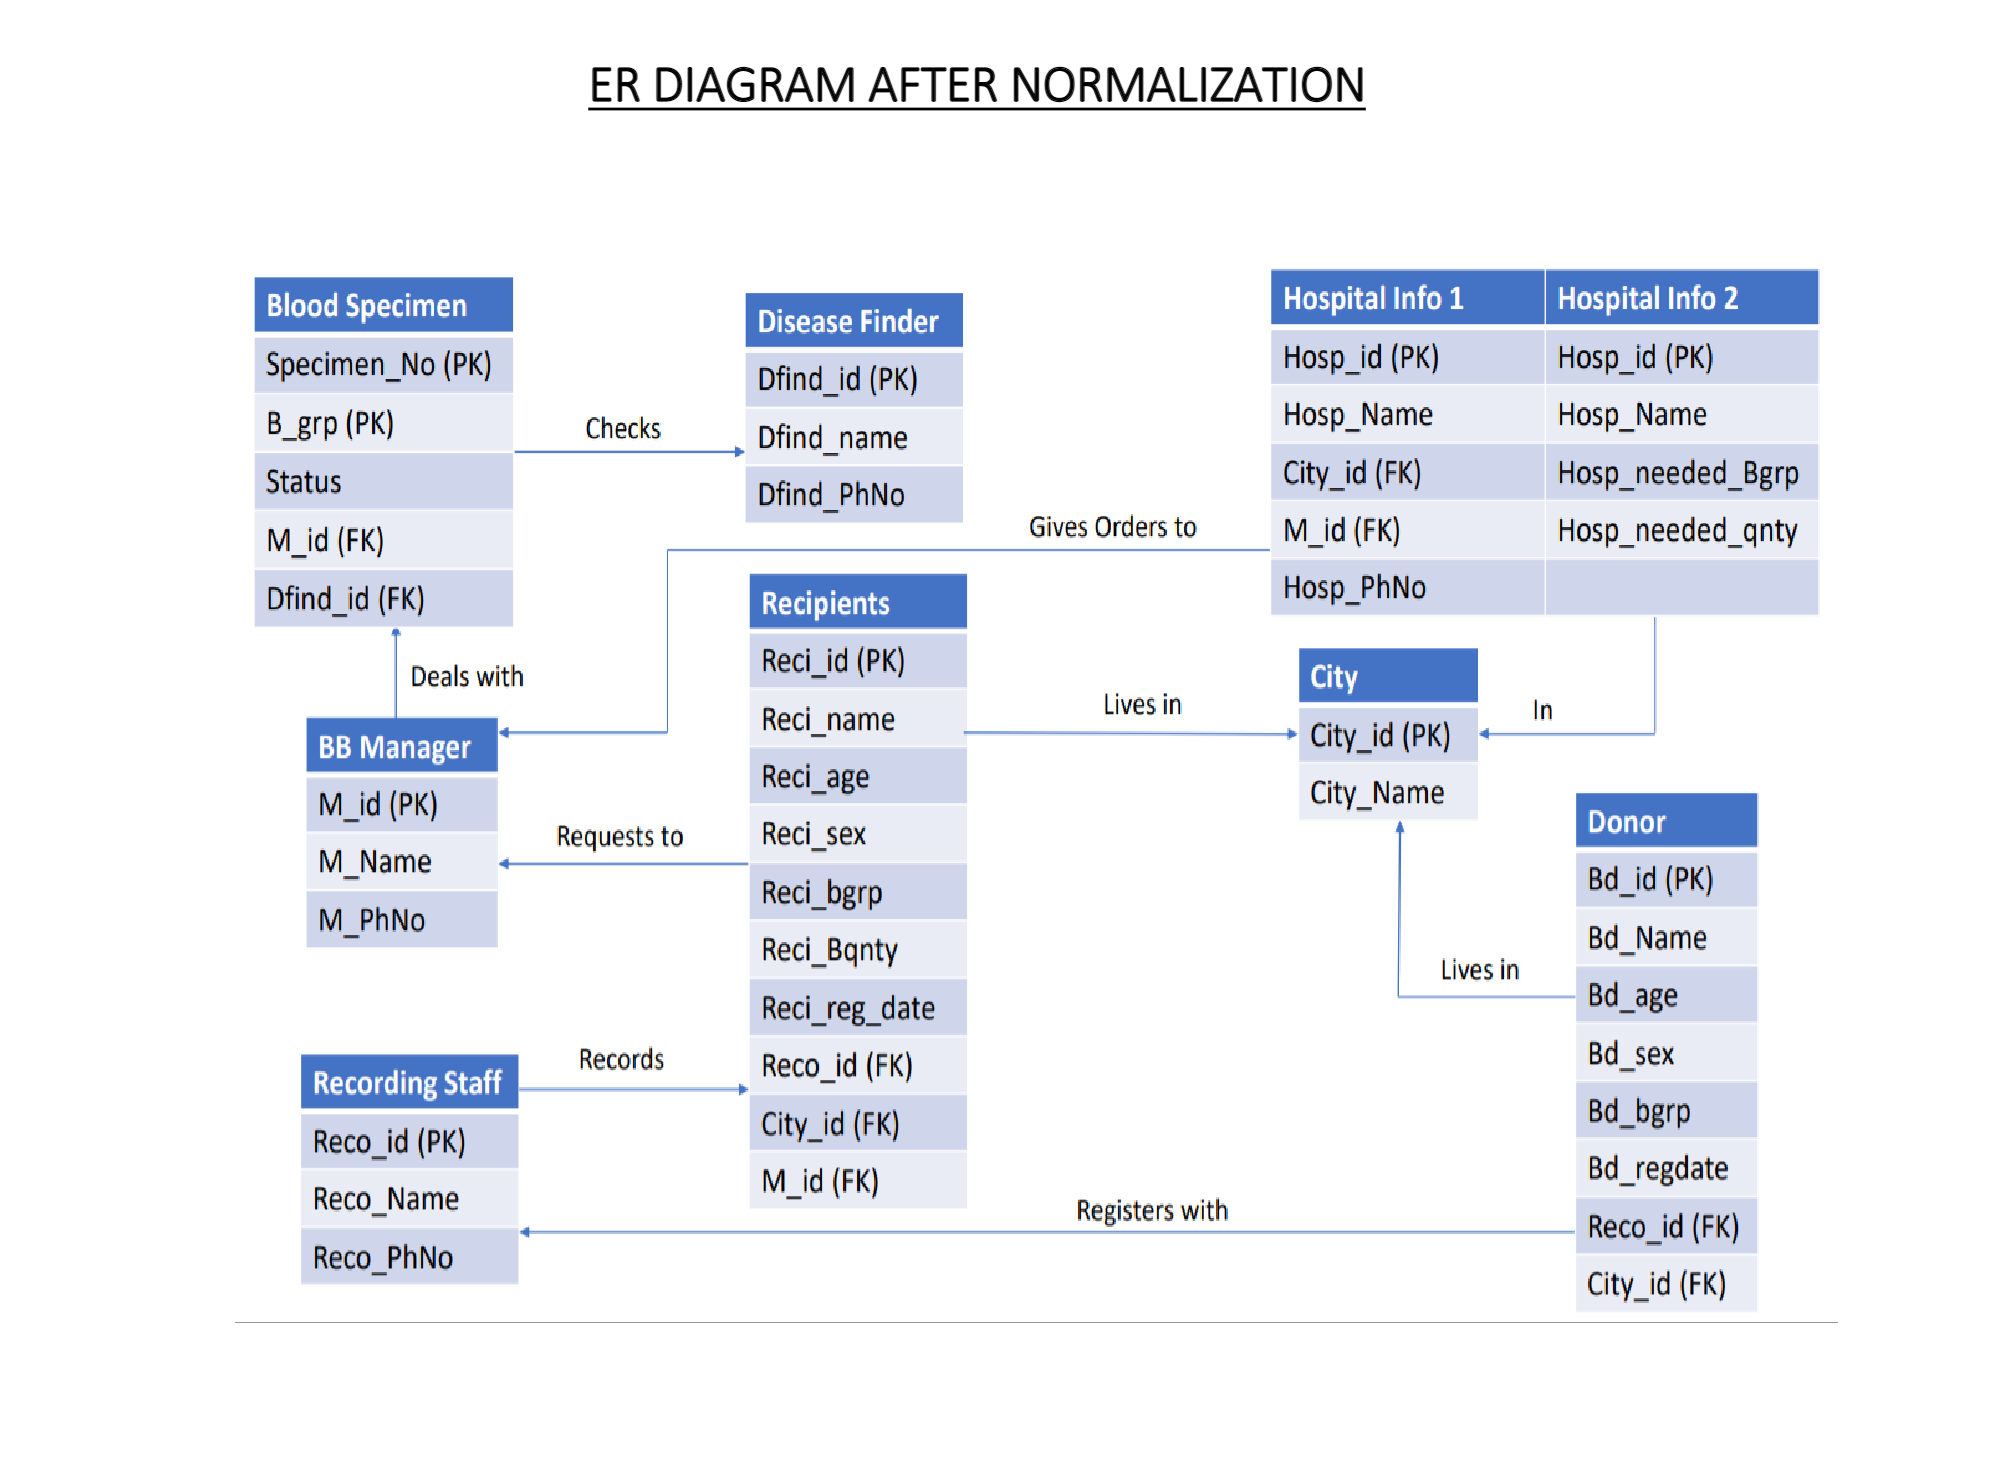 ER DIAGRAM AFTER NORMALIZATION
Blood Specimen
Specimen_No (PK)
B_grp (PK)
Status
M_id (FK)
Dfind_id (FK)
Checks
Disease Finder
Dfind_id (PK)
Dfind_name
Dfind_PhNo
Hospital Info 1 Hospital Info 2
Hosp_id (PK) Hosp_id (PK)
Hosp_Name Hosp_Name
City_id (FK) Hosp_needed_Bgrp
M_id (FK) Hosp_needed_qnty
Hosp_PhNo
Gives Orders to
Deals with
BB Manager
M_id (PK)
M_Name
M_PhNo
Requests to
Recipients
Reci_id (PK)
Reci_name
Reci_age
Reci_sex
Reci_bgrp
Reci_Bqnty
Reci_reg_date
Reco_id (FK)
City_id (FK)
M_id (FK)
Lives in
City
City_id (PK)
City_Name
In
Lives in
Donor
Bd_id (PK)
Bd_Name
Bd_age
Bd_sex
Bd_bgrp
Bd_regdate
Reco_id (FK)
City_id (FK)
Records
Recording Staff
Reco_id (PK)
Reco_Name
Reco_PhNo
Registers with